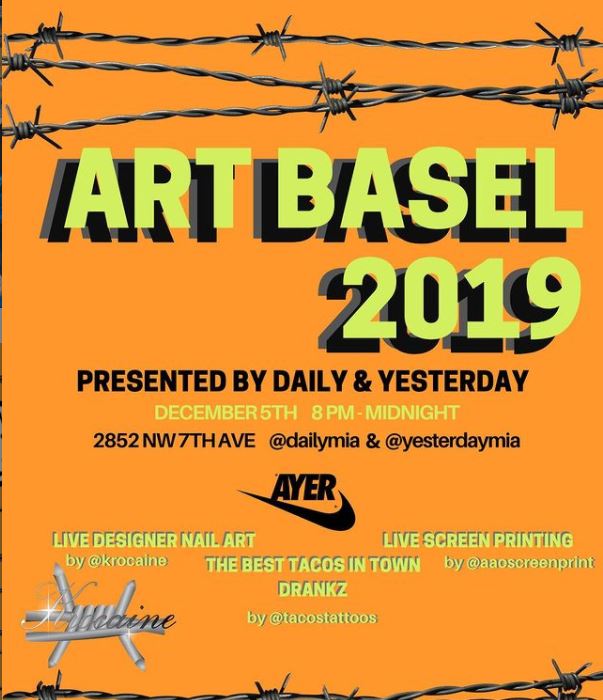 ART BASEL
2019
PRESENTED BY DAILY & YESTERDAY
DECEMBER 5TH 8 PM - MIDNIGHT
2852 NW 7TH AVE @dailymia & @yesterdaymia
AYER
LIVE DESIGNER NAIL ART
by @krocaine
LIVE SCREEN PRINTING
by @aaoscreenprint
THE BEST TACOS IN TOWN
DRANKZ
by @tacostattoos